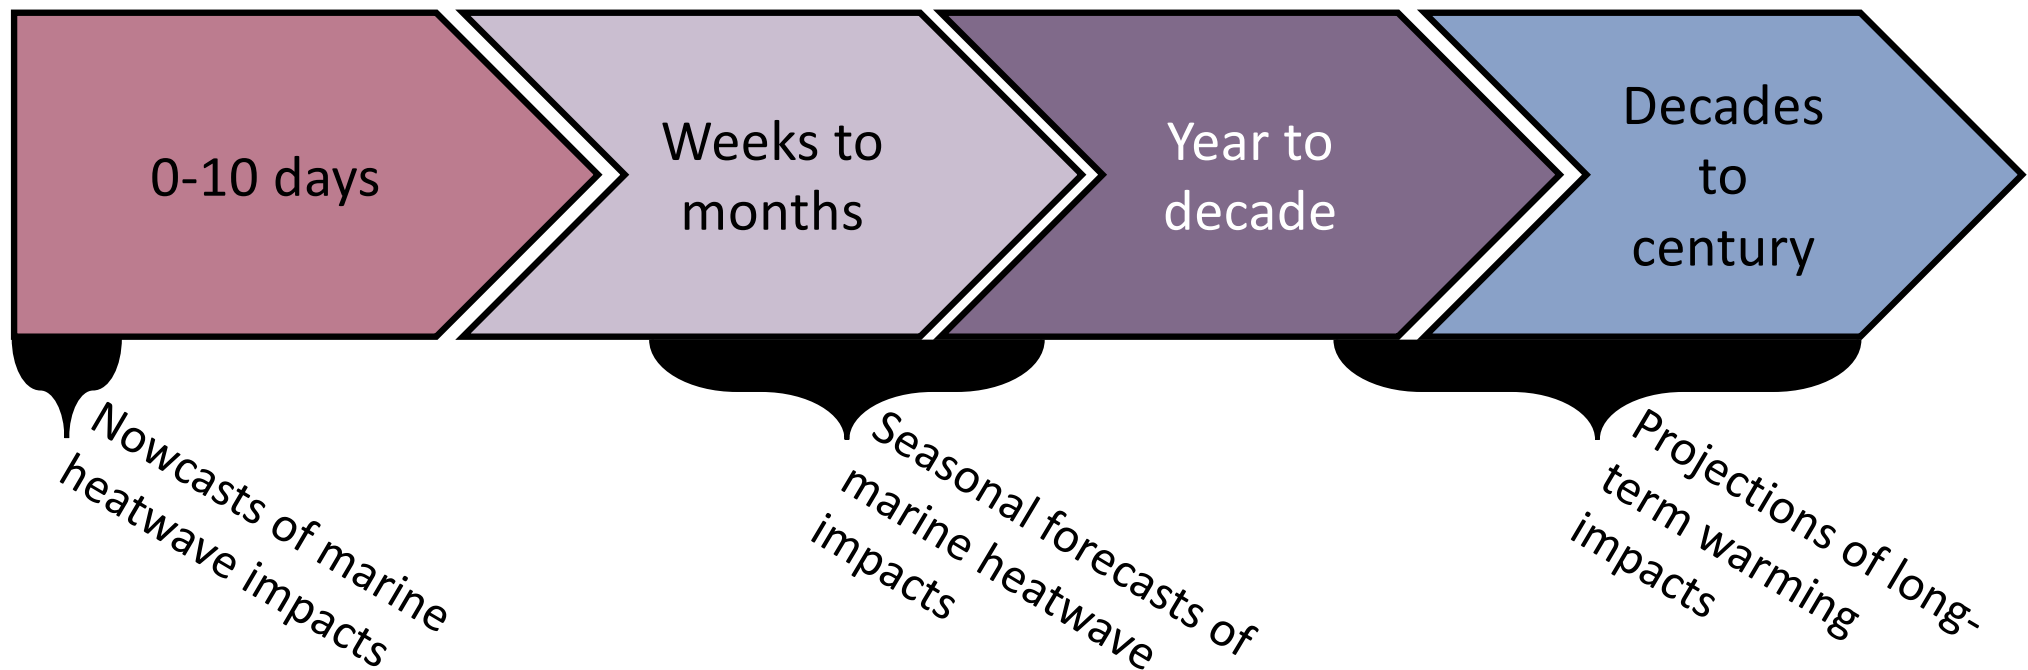 0-10 days
Weeks to
months
Year to
decade
Decades
to
century
Nowcasts of marine
heatwave impacts
Seasonal forecasts of
marine heatwave
impacts
Projections of long-
term warming
impacts